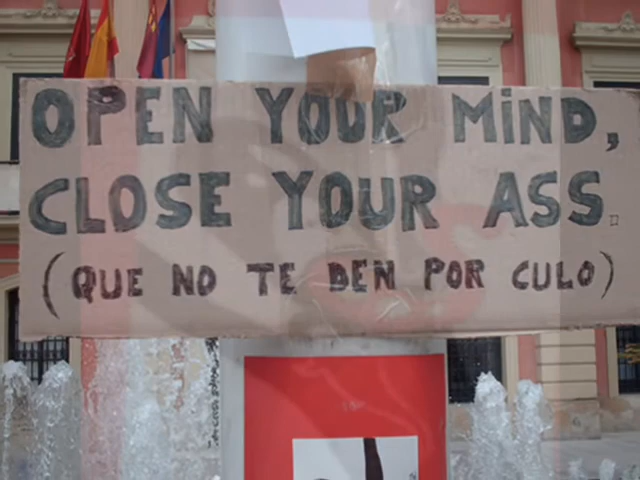 OPEN YOUR MiND,
CLOSE YOUR ASS.
(QUE NO TE DEN POR CULO)